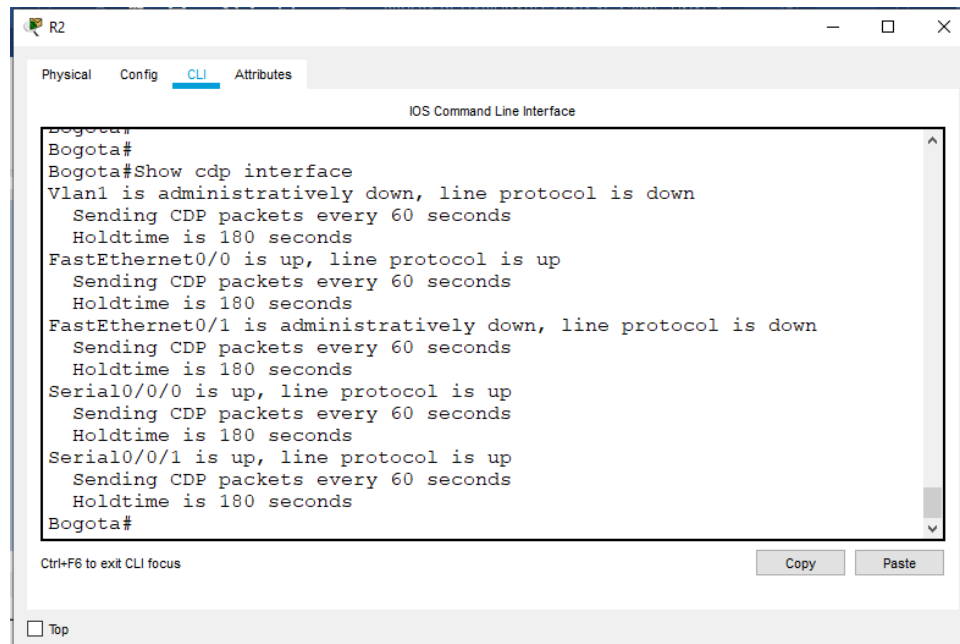 R2
Physical Config CLI Attributes
IOS Command Line Interface
Bogota#
Bogota#
Bogota#Show cdp interface
Vlan1 is administratively down, line protocol is down
  Sending CDP packets every 60 seconds
  Holdtime is 180 seconds
FastEthernet0/0 is up, line protocol is up
  Sending CDP packets every 60 seconds
  Holdtime is 180 seconds
FastEthernet0/1 is administratively down, line protocol is down
  Sending CDP packets every 60 seconds
  Holdtime is 180 seconds
Serial0/0/0 is up, line protocol is up
  Sending CDP packets every 60 seconds
  Holdtime is 180 seconds
Serial0/0/1 is up, line protocol is up
  Sending CDP packets every 60 seconds
  Holdtime is 180 seconds
Bogota#
Ctrl+F6 to exit CLI focus
Copy Paste
Top